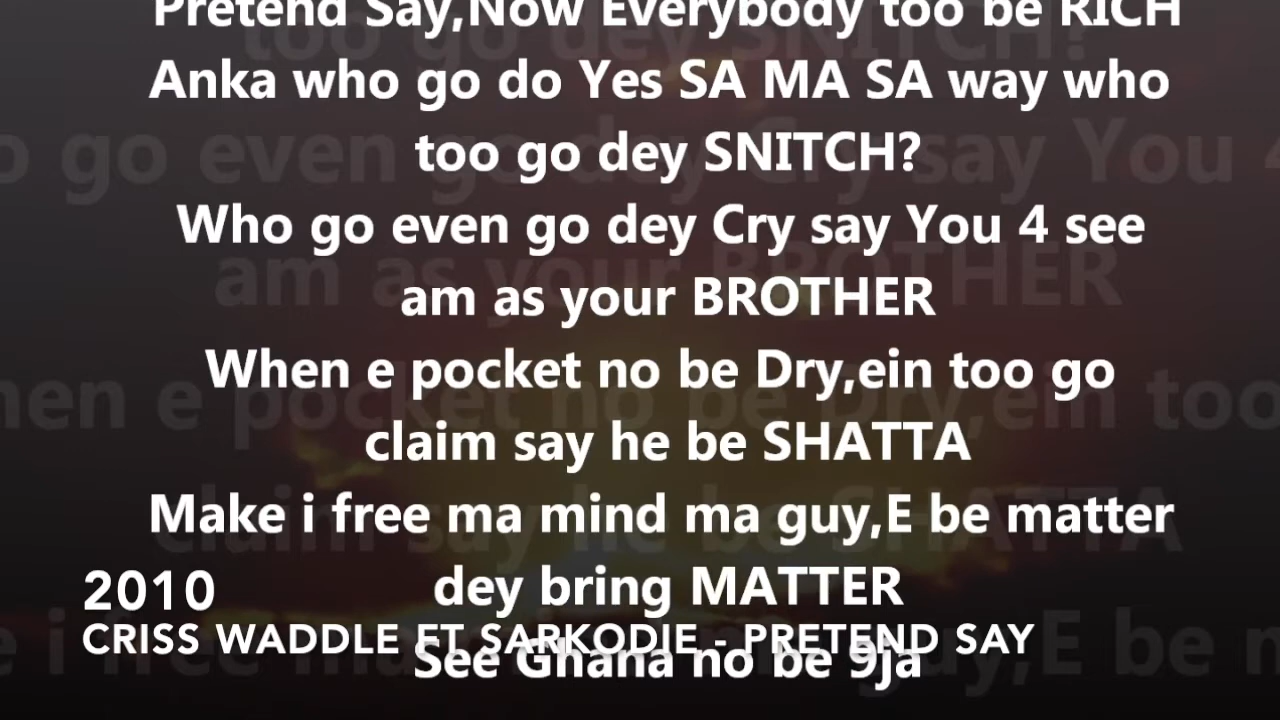 Pretend Say,Now Everybody too be RICH
Anka who go do Yes SA MA SA way who
too go dey SNITCH?
Who go even go dey Cry say You 4 see
am as your BROTHER
When e pocket no be Dry,ein too go
claim say he be SHATTA
Make i free ma mind ma guy,E be matter
dey bring MATTER
2010
CRISS WADDLE FT SARKODIE - PRETEND SAY
See Ghana no be 9ja